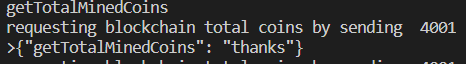 getTotalMinedCoins
requesting blockchain total coins by sending  4001
>{"getTotalMinedCoins": "thanks"}